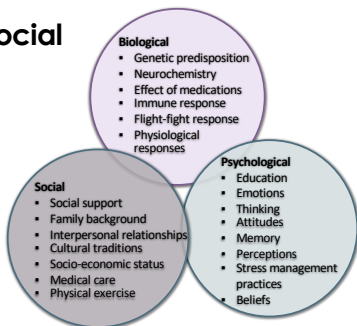 ocial
Biological
▪ Genetic predisposition
▪ Neurochemistry
▪ Effect of medications
▪ Immune response
▪ Flight-fight response
▪ Physiological
responses
Psychological
▪ Education
▪ Emotions
▪ Thinking
▪ Attitudes
▪ Memory
▪ Perceptions
▪ Stress management
practices
▪ Beliefs
Social
▪ Social support
▪ Family background
▪ Interpersonal relationships
▪ Cultural traditions
▪ Socio-economic status
▪ Medical care
▪ Physical exercise